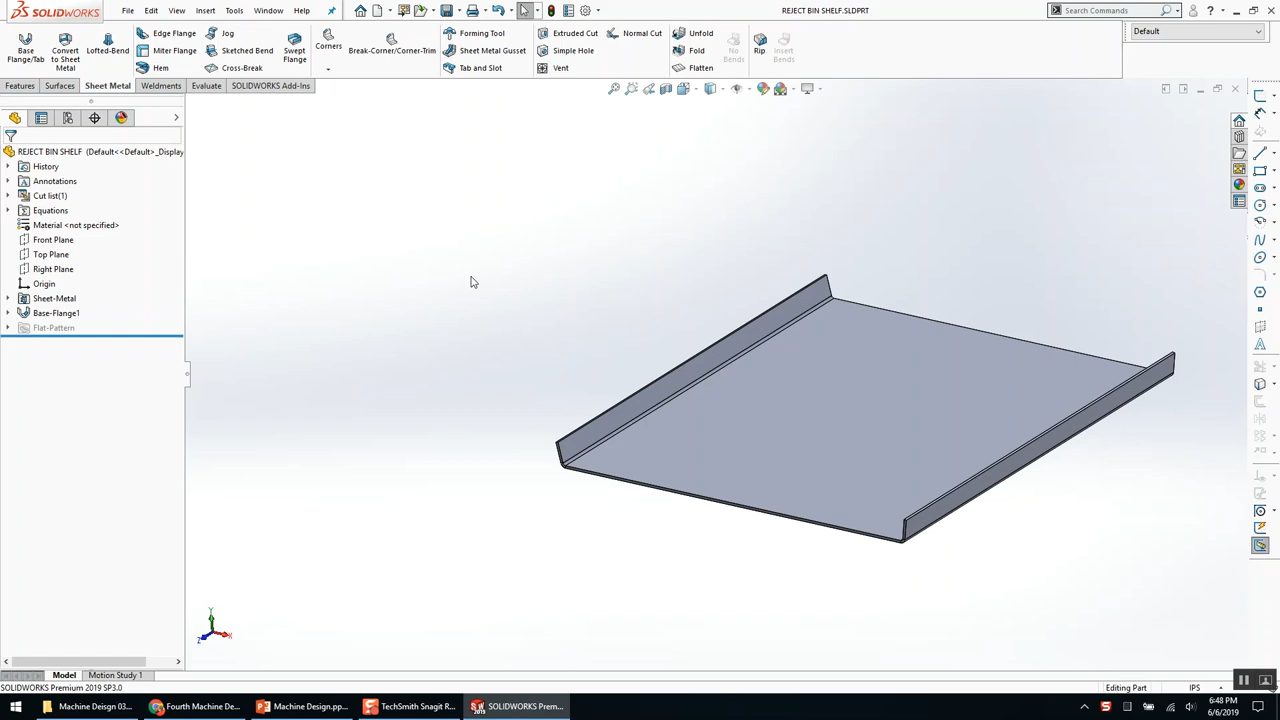 SOLIDWORKS File Edit View Insert Tools Window Help REJECT BIN SHELF.SLDPRT Search Commands
Base Flange/Tab
Convert to Sheet Metal
Lofted-Bend
Edge Flange
Miter Flange
Hem
Jog
Sketched Bend
Cross-Break
Swept Flange
Corners
Break-Corner/Corner-Trim
Forming Tool
Sheet Metal Gusset
Tab and Slot
Extruded Cut
Simple Hole
Vent
Normal Cut
Unfold
Fold
Flatten
No Bends
Rip
Insert Bends
Default
Features Surfaces Sheet Metal Weldments Evaluate SOLIDWORKS Add-Ins
REJECT BIN SHELF (Default<<Default>_Display
History
Annotations
Cut list(1)
Equations
Material <not specified>
Front Plane
Top Plane
Right Plane
Origin
Sheet-Metal
Base-Flange1
Flat-Pattern
Y
Z X
Model Motion Study 1
SOLIDWORKS Premium 2019 SP3.0 Editing Part IPS
Machine Deisgn 03... Fourth Machine De... Machine Design.pp... TechSmith Snagit R... SOLIDWORKS Prem... 6:48 PM
6/6/2019